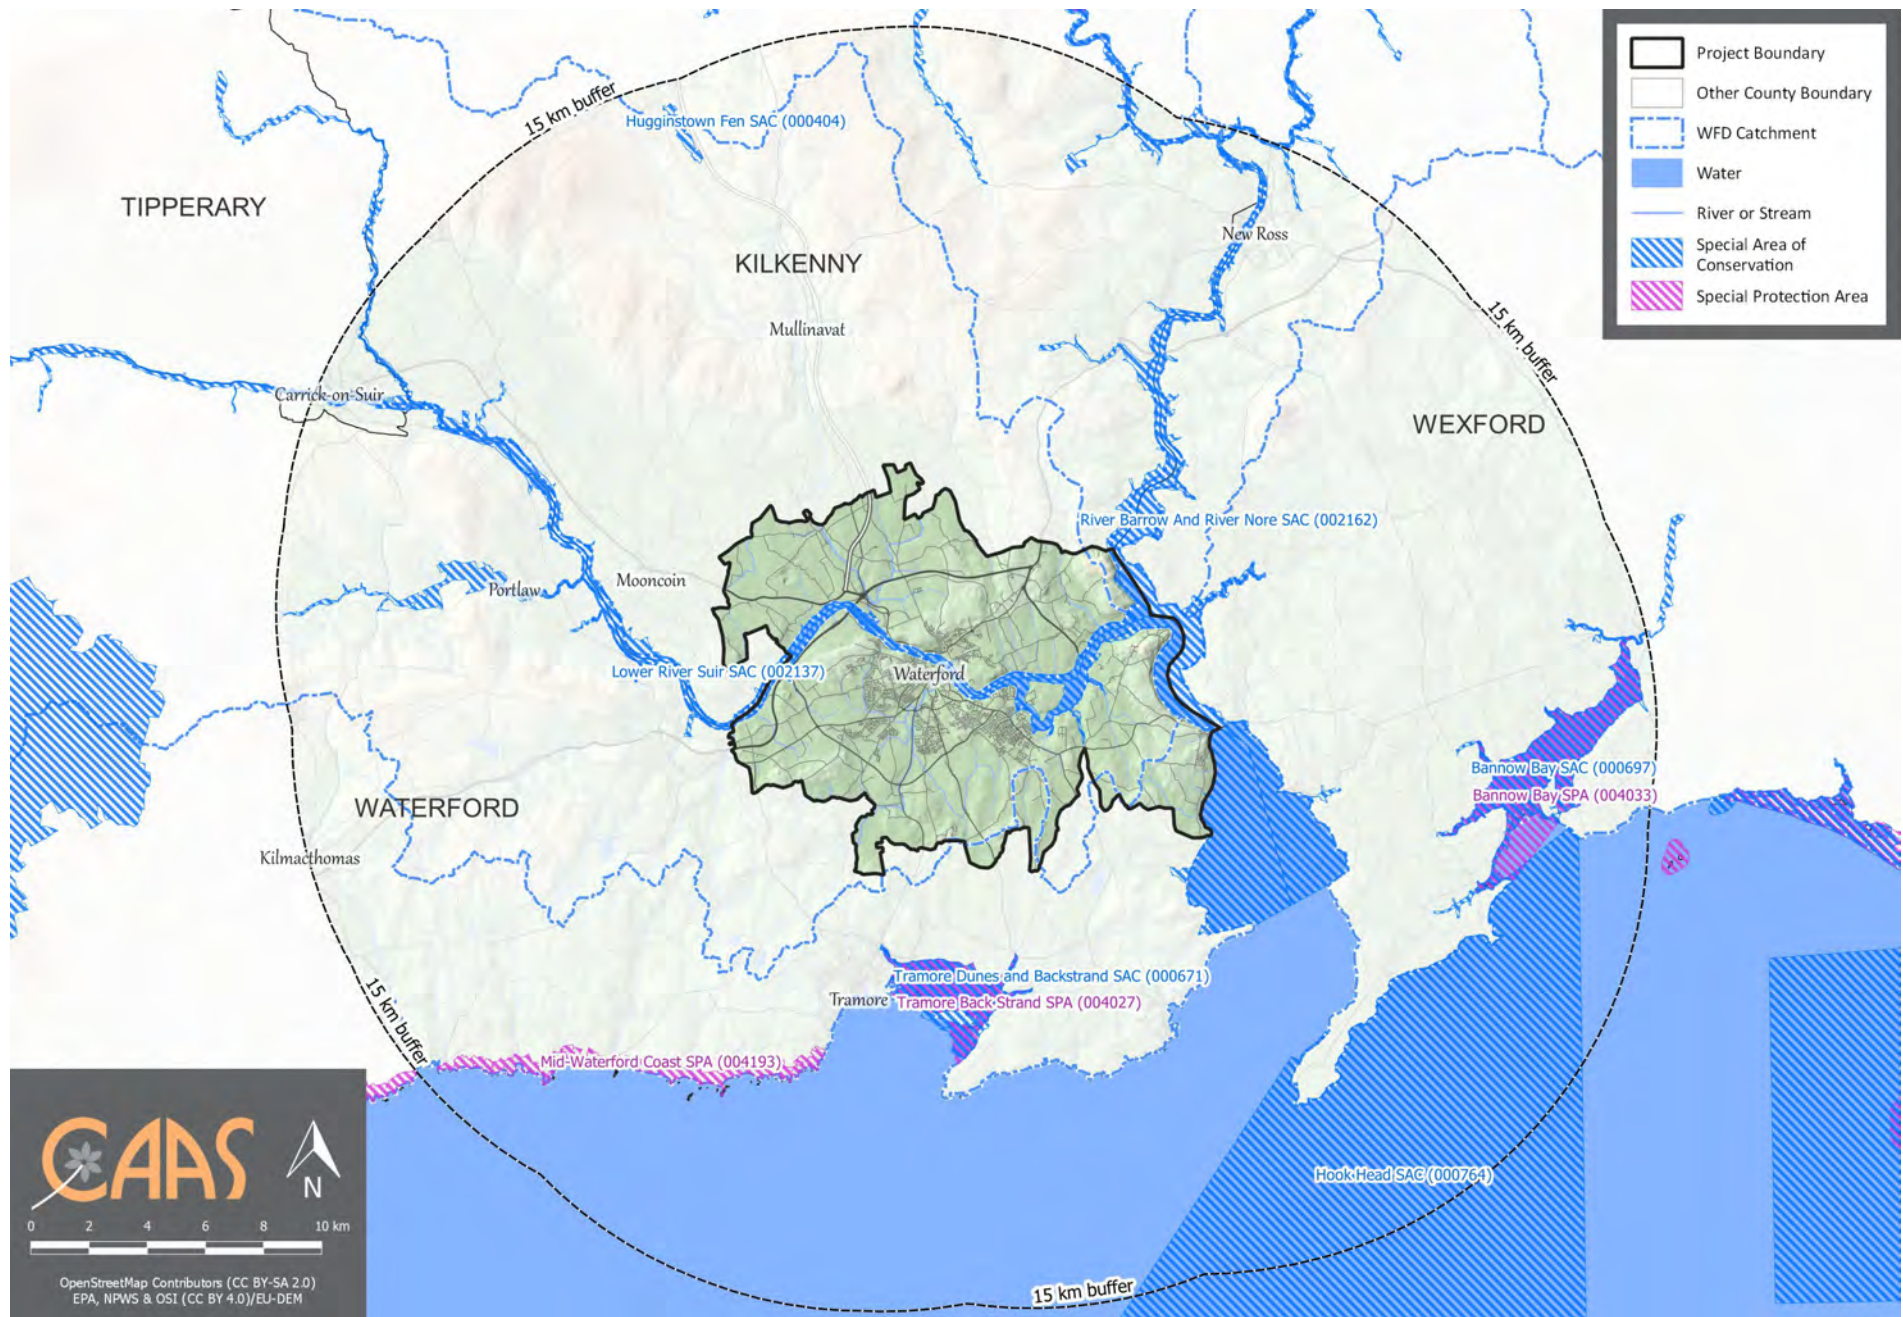 Project Boundary
Other County Boundary
WFD Catchment
Water
River or Stream
Special Area of
Conservation
Special Protection Area
15 km buffer
Hugginstown Fen SAC (000404)
TIPPERARY
KILKENNY
New Ross
Mullinavat
15 km buffer
Carrick-on-Suir
WEXFORD
River Barrow And River Nore SAC (002162)
Mooncoin
Portlaw
Lower River Suir SAC (002137)
Waterford
Bannow Bay SAC (000697)
Bannow Bay SPA (004033)
WATERFORD
Kilmacthomas
Tramore Dunes and Backstrand SAC (000671)
Tramore
Tramore Back Strand SPA (004027)
15 km buffer
Mid-Waterford Coast SPA (004193)
Hook Head SAC (000764)
15 km buffer
CAAS
N
0 2 4 6 8 10 km
OpenStreetMap Contributors (CC BY-SA 2.0)
EPA, NPWS & OSI (CC BY 4.0)/EU-DEM